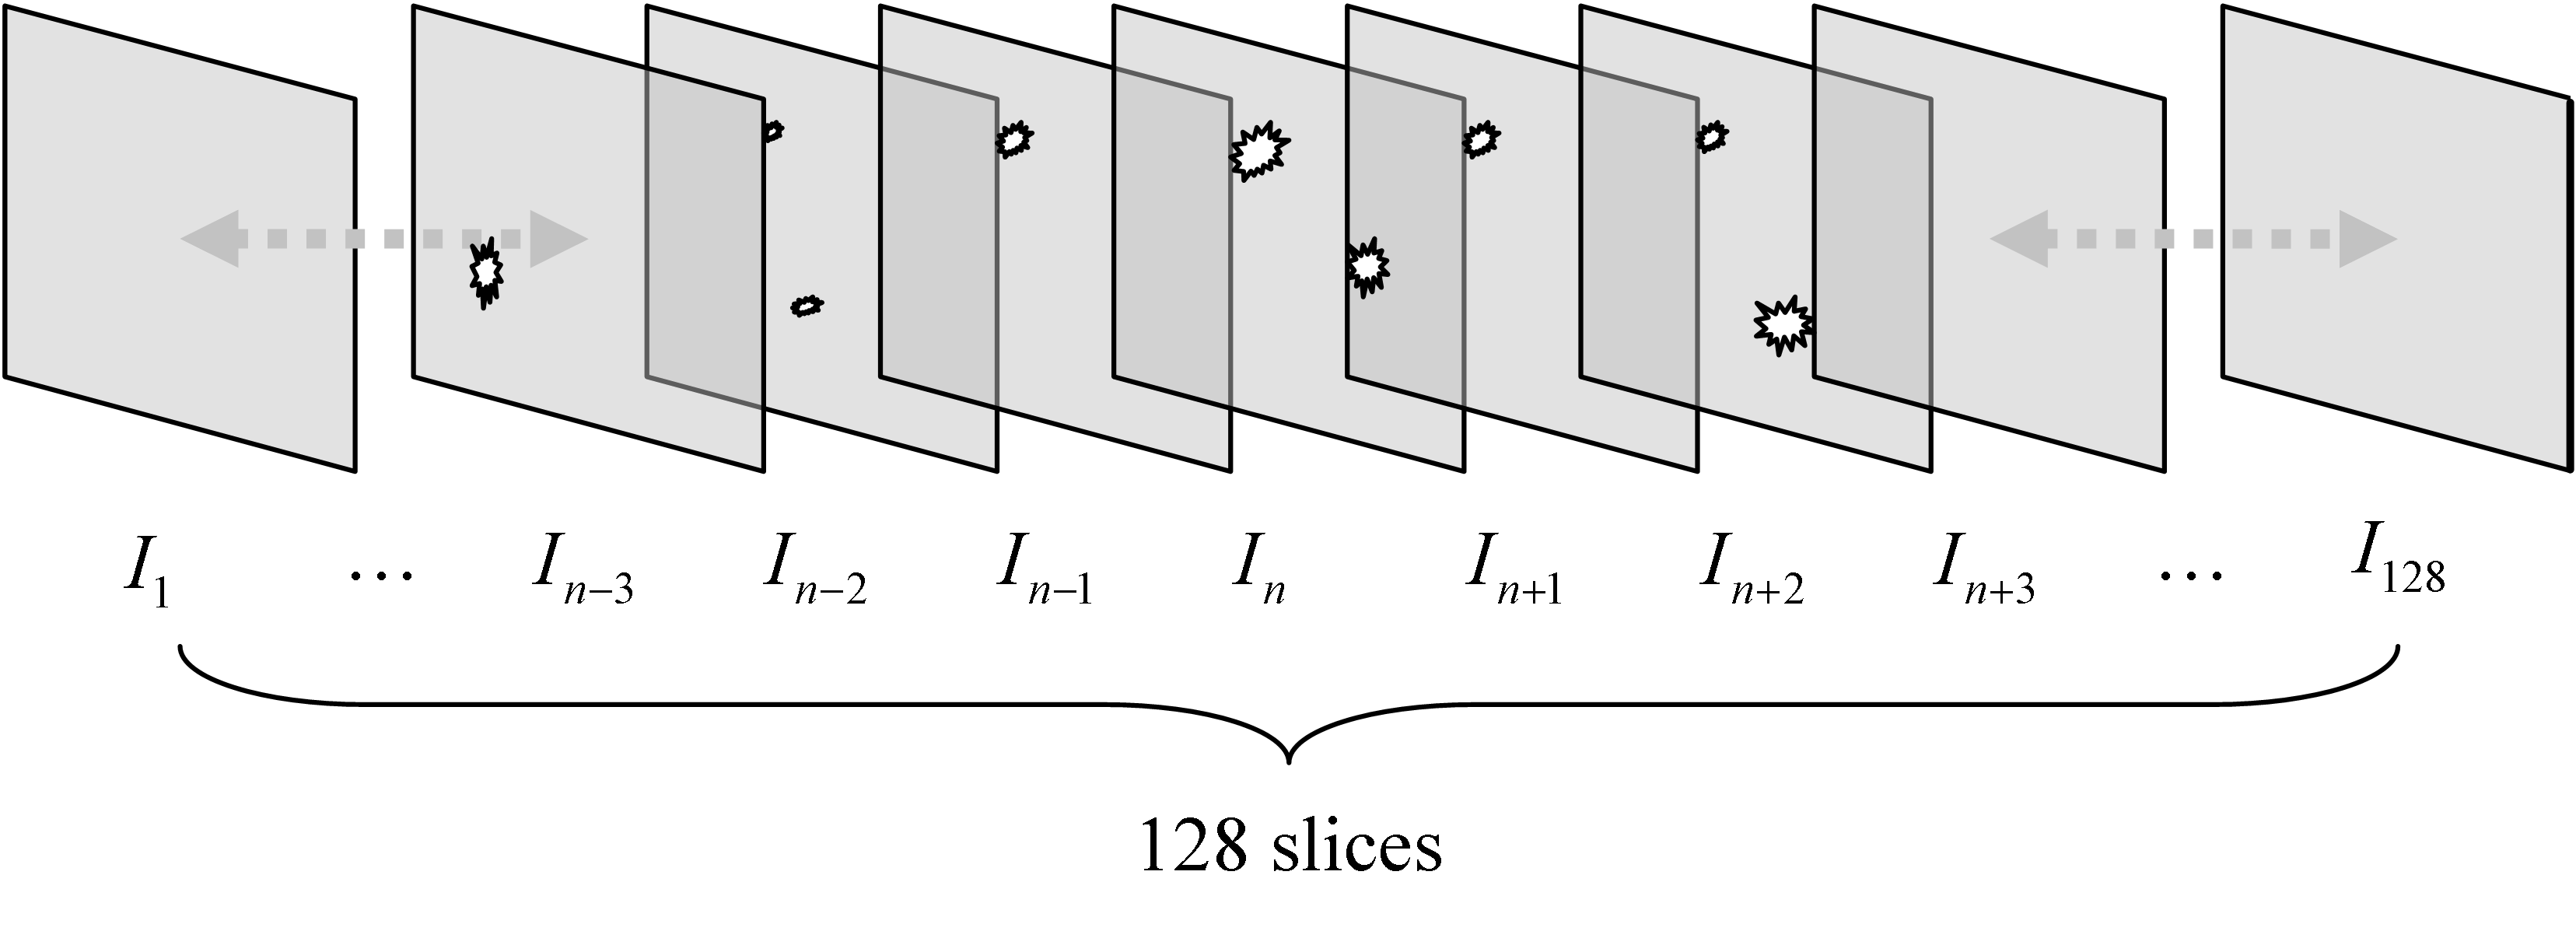 I₁ … Iₙ₋₃ Iₙ₋₂ Iₙ₋₁ Iₙ Iₙ₊₁ Iₙ₊₂ Iₙ₊₃ … I₁₂₈
128 slices